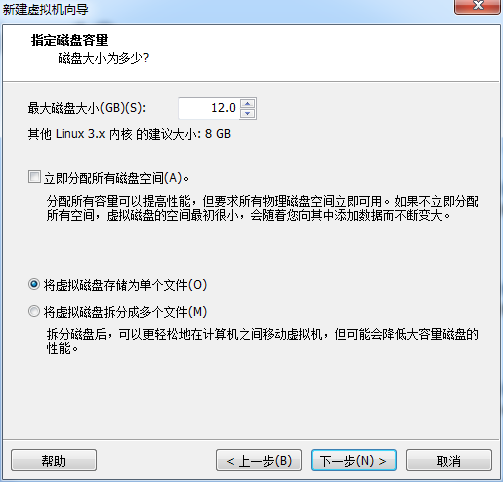 新建虚拟机向导
指定磁盘容量
磁盘大小为多少?
最大磁盘大小(GB)(S): 12.0
其他 Linux 3.x 内核 的建议大小: 8 GB
立即分配所有磁盘空间(A)。
分配所有容量可以提高性能，但要求所有物理磁盘空间立即可用。如果不立即分配
所有空间，虚拟磁盘的空间最初很小，会随着您向其中添加数据而不断变大。
将虚拟磁盘存储为单个文件(O)
将虚拟磁盘拆分成多个文件(M)
拆分磁盘后，可以更轻松地在计算机之间移动虚拟机，但可能会降低大容量磁盘的
性能。
帮助 < 上一步(B) 下一步(N) > 取消